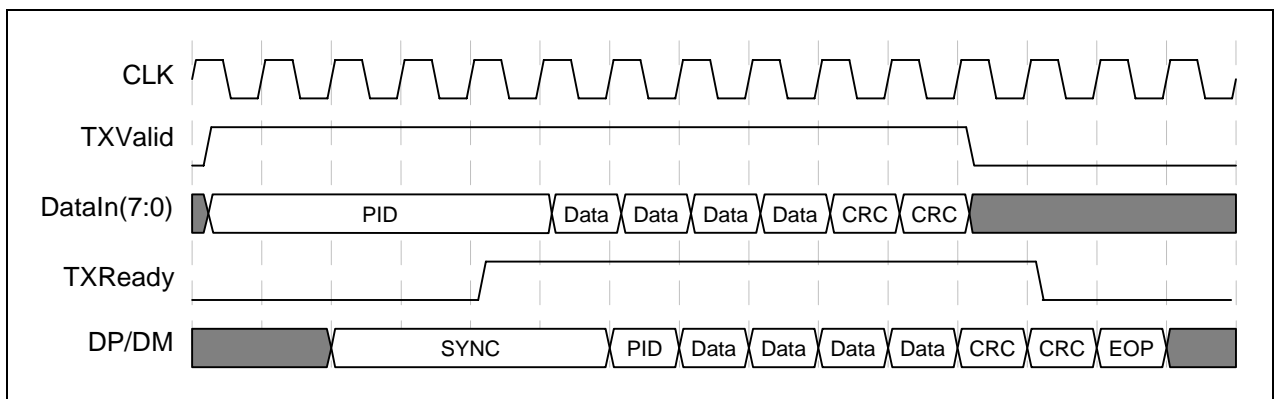 CLK
TXValid
DataIn(7:0) PID Data Data Data Data CRC CRC
TXReady
DP/DM SYNC PID Data Data Data Data CRC CRC EOP